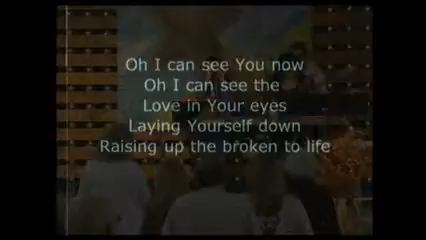 Oh I can see You now
Oh I can see the
Love in Your eyes
Laying Yourself down
Raising up the broken to life